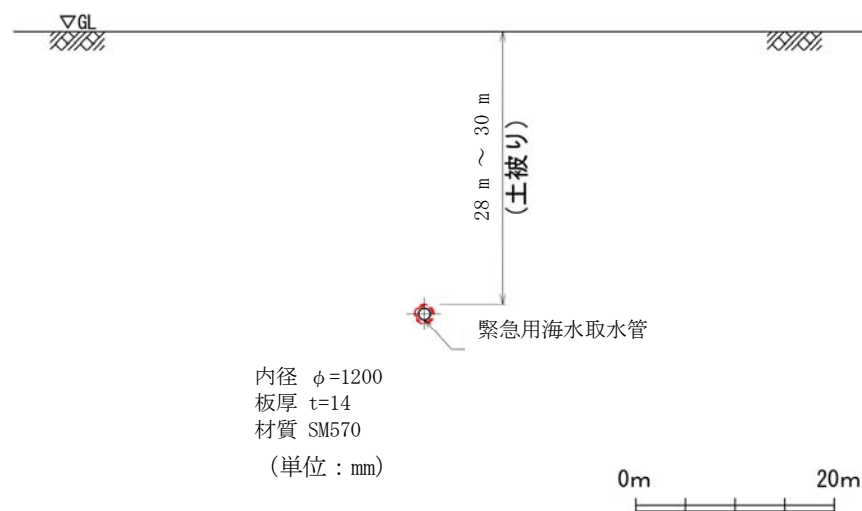 ▽GL
28 m ～ 30 m
(土被り)
緊急用海水取水管
内径 φ=1200
板厚 t=14
材質 SM570
(単位：mm)
0m 20m